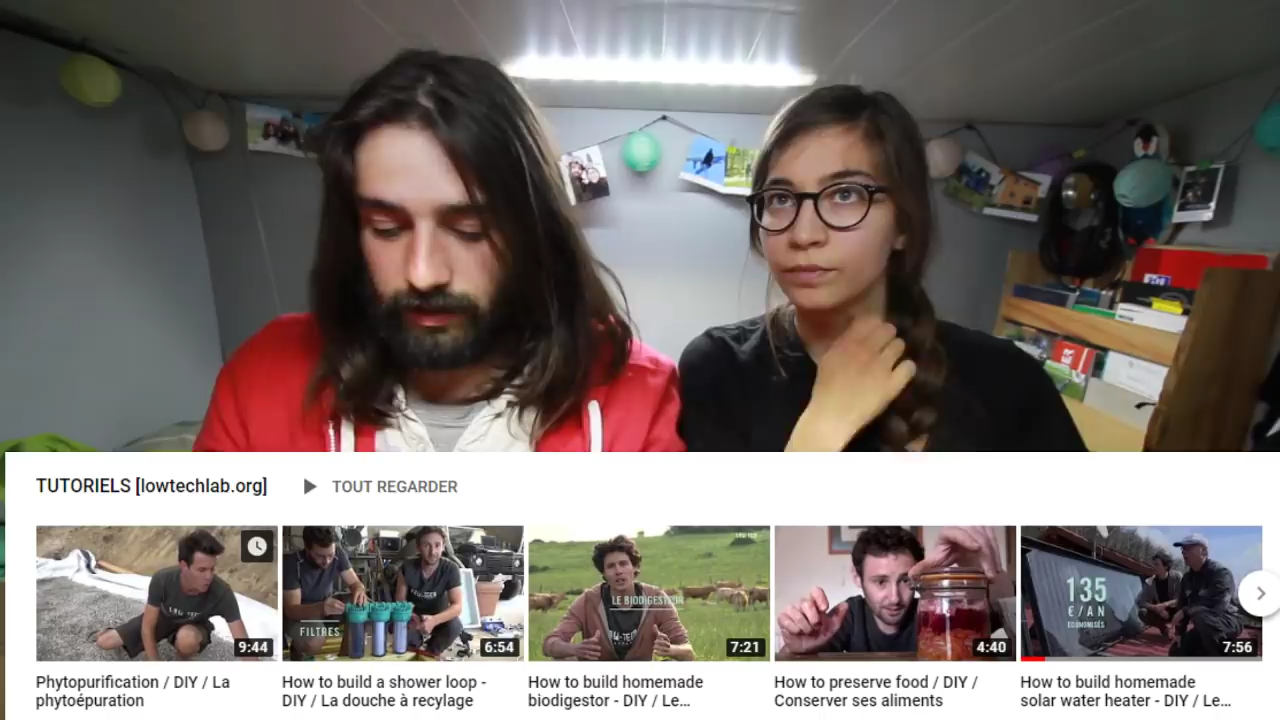 TUTORIELS [lowtechlab.org]
TOUT REGARDER
FILTRES
LE BIODIGESTEUR
135
€/AN
ÉCONOMISÉS
9:44
6:54
7:21
4:40
7:56
Phytopurification / DIY / La
phytoépuration
How to build a shower loop -
DIY / La douche à recylage
How to build homemade
biodigestor - DIY / Le...
How to preserve food / DIY /
Conserver ses aliments
How to build homemade
solar water heater - DIY / Le...